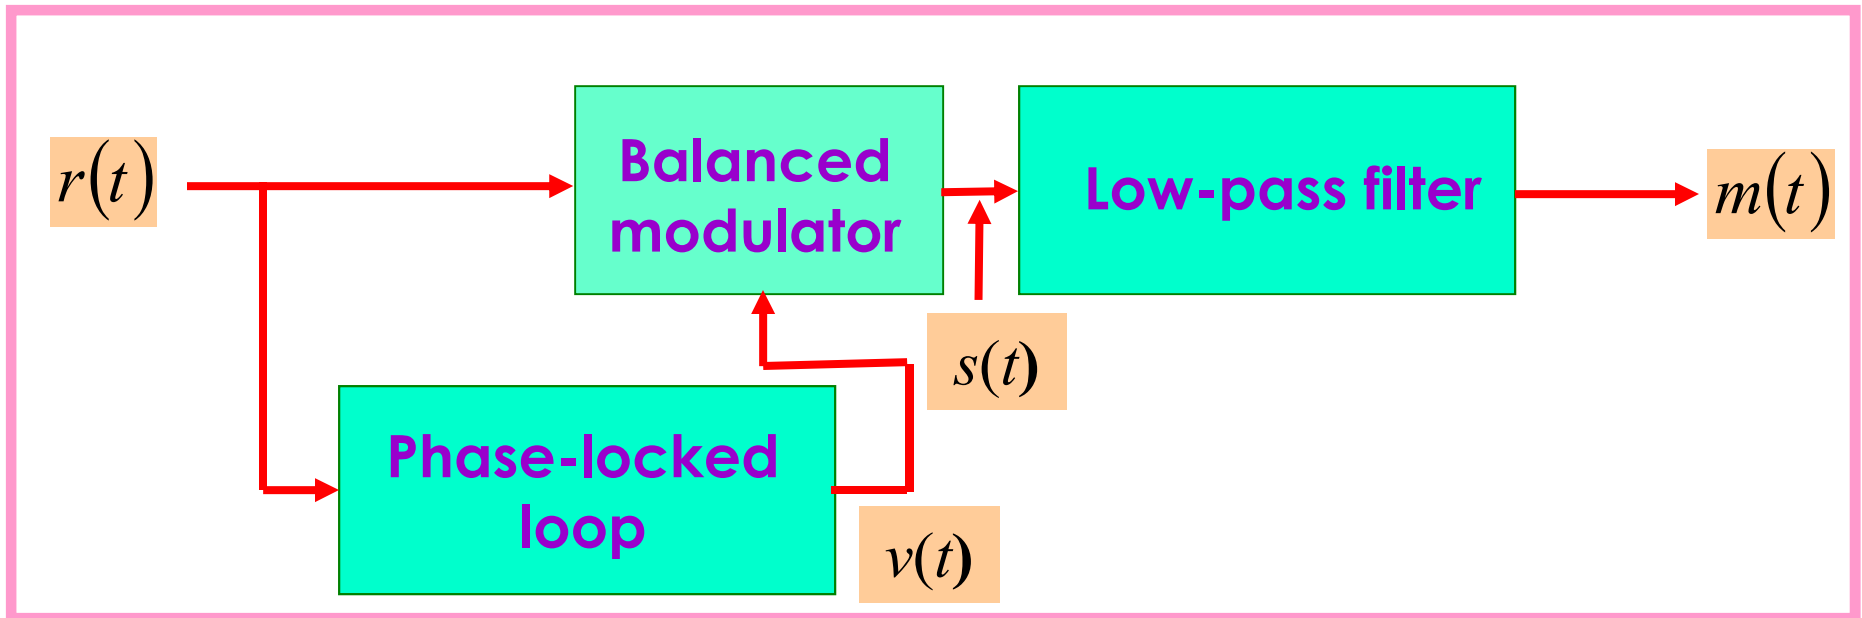 r(t)
Balanced
modulator
Low-pass filter
m(t)
s(t)
Phase-locked
loop
v(t)